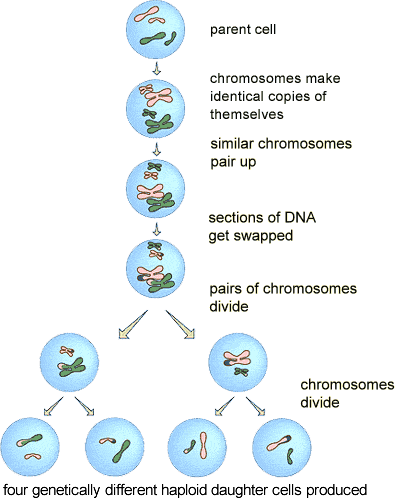 parent cell
chromosomes make
identical copies of
themselves
similar chromosomes
pair up
sections of DNA
get swapped
pairs of chromosomes
divide
chromosomes
divide
four genetically different haploid daughter cells produced